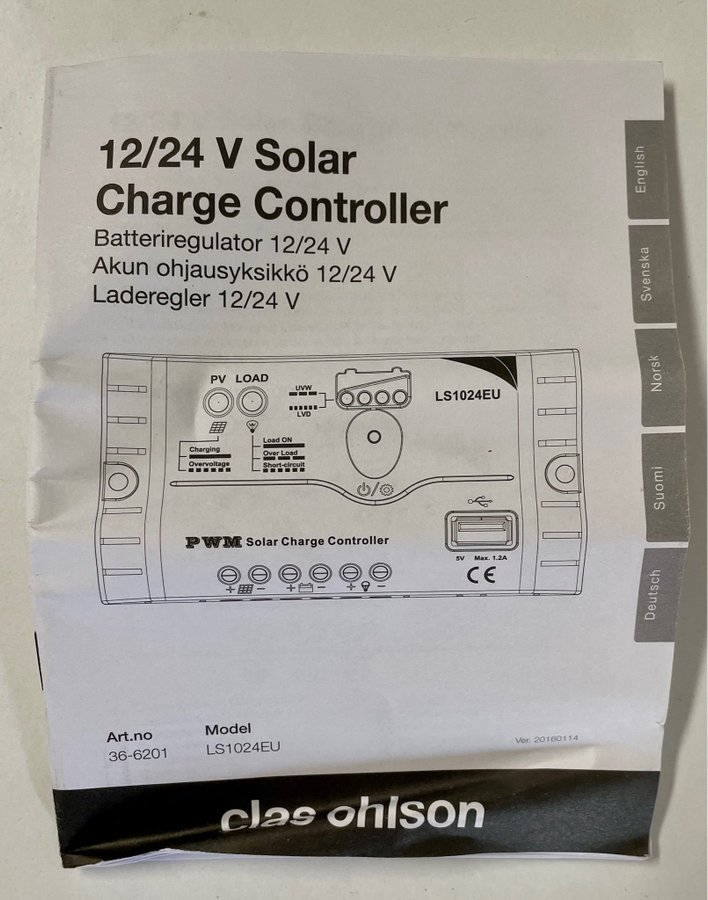 12/24 V Solar
Charge Controller
Batteriregulator 12/24 V
Akun ohjausyksikkö 12/24 V
Laderegler 12/24 V
English
Svenska
Norsk
Suomi
Deutsch
PV LOAD
UVW
LVD
LS1024EU
Charging
Overvoltage
Load ON
Over Load
Short-circuit
PWM Solar Charge Controller
5V Max. 1.2A
CE
+ - + - + -
Art.no
36-6201
Model
LS1024EU
Ver. 20160114
clas ohlson